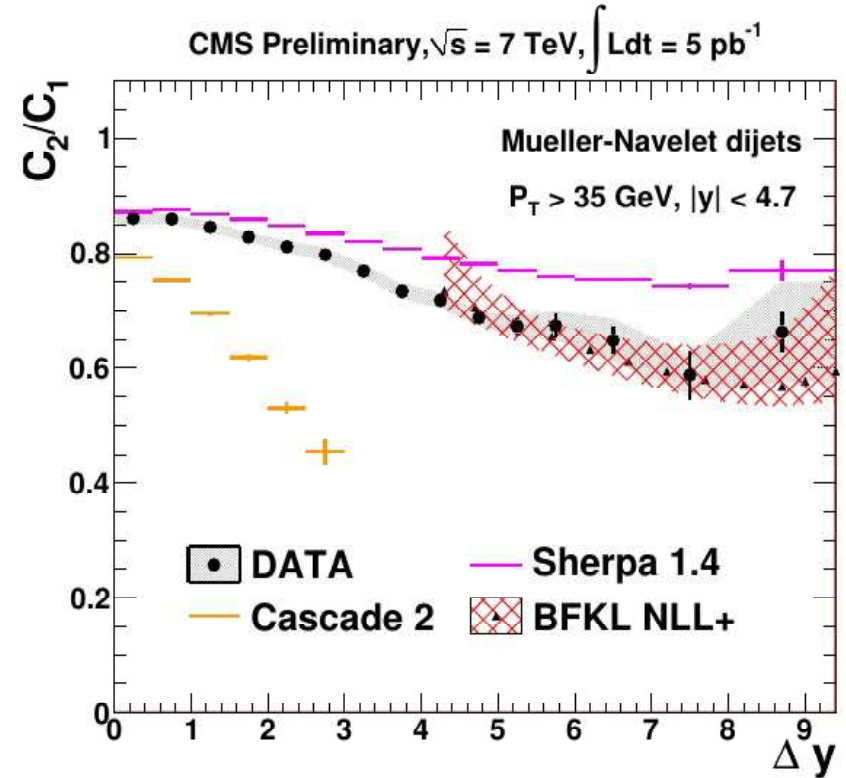 CMS Preliminary,√s = 7 TeV,∫Ldt = 5 pb⁻¹
C₂/C₁
Mueller-Navelet dijets
P_T > 35 GeV, |y| < 4.7
1
0.8
0.6
0.4
0.2
0
DATA
Sherpa 1.4
Cascade 2
BFKL NLL+
0 1 2 3 4 5 6 7 8 9
Δ y